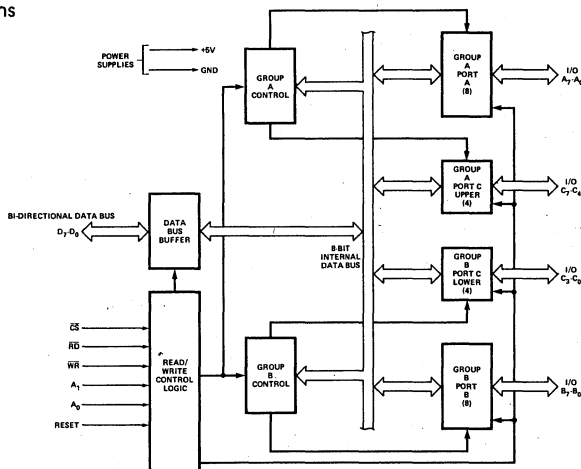 ns
POWER
SUPPLIES
+5V
GND
GROUP
A
CONTROL
GROUP
A
PORT
A
(8)
I/O
GROUP
A
PORT C
UPPER
(4)
I/O
C7-C4
BI-DIRECTIONAL DATA BUS
D7-D0
DATA
BUS
BUFFER
8-BIT
INTERNAL
DATA BUS
GROUP
B
PORT C
LOWER
(4)
I/O
C3-C0
CS
RD
WR
A1
A0
RESET
READ/
WRITE
CONTROL
LOGIC
GROUP
B
CONTROL
GROUP
B
PORT
B
(8)
I/O
B7-B0